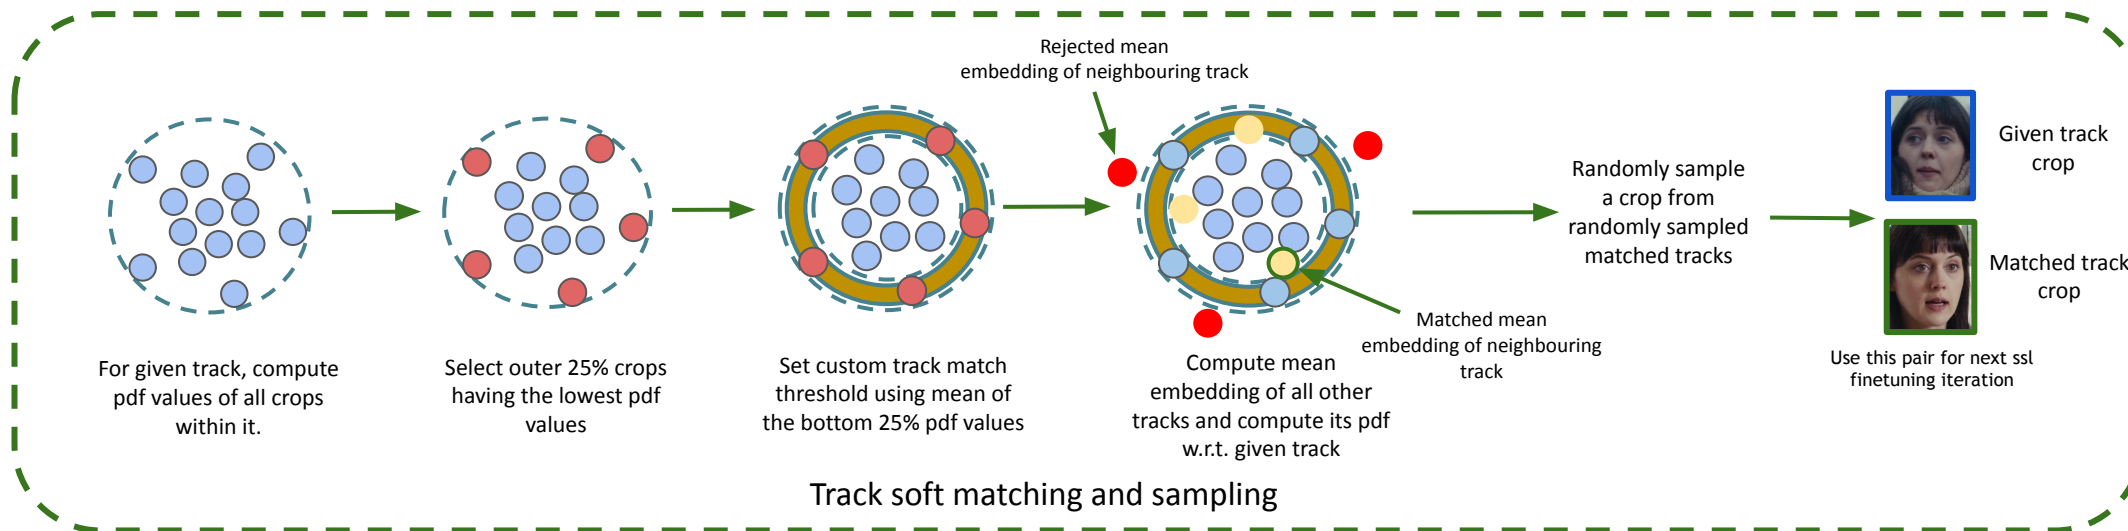 Rejected mean
embedding of neighbouring track
For given track, compute
pdf values of all crops
within it.
Select outer 25% crops
having the lowest pdf
values
Set custom track match
threshold using mean of
the bottom 25% pdf values
Compute mean
embedding of all other
tracks and compute its pdf
w.r.t. given track
Matched mean
embedding of neighbouring
track
Randomly sample
a crop from
randomly sampled
matched tracks
Given track
crop
Matched track
crop
Use this pair for next ssl
finetuning iteration
Track soft matching and sampling